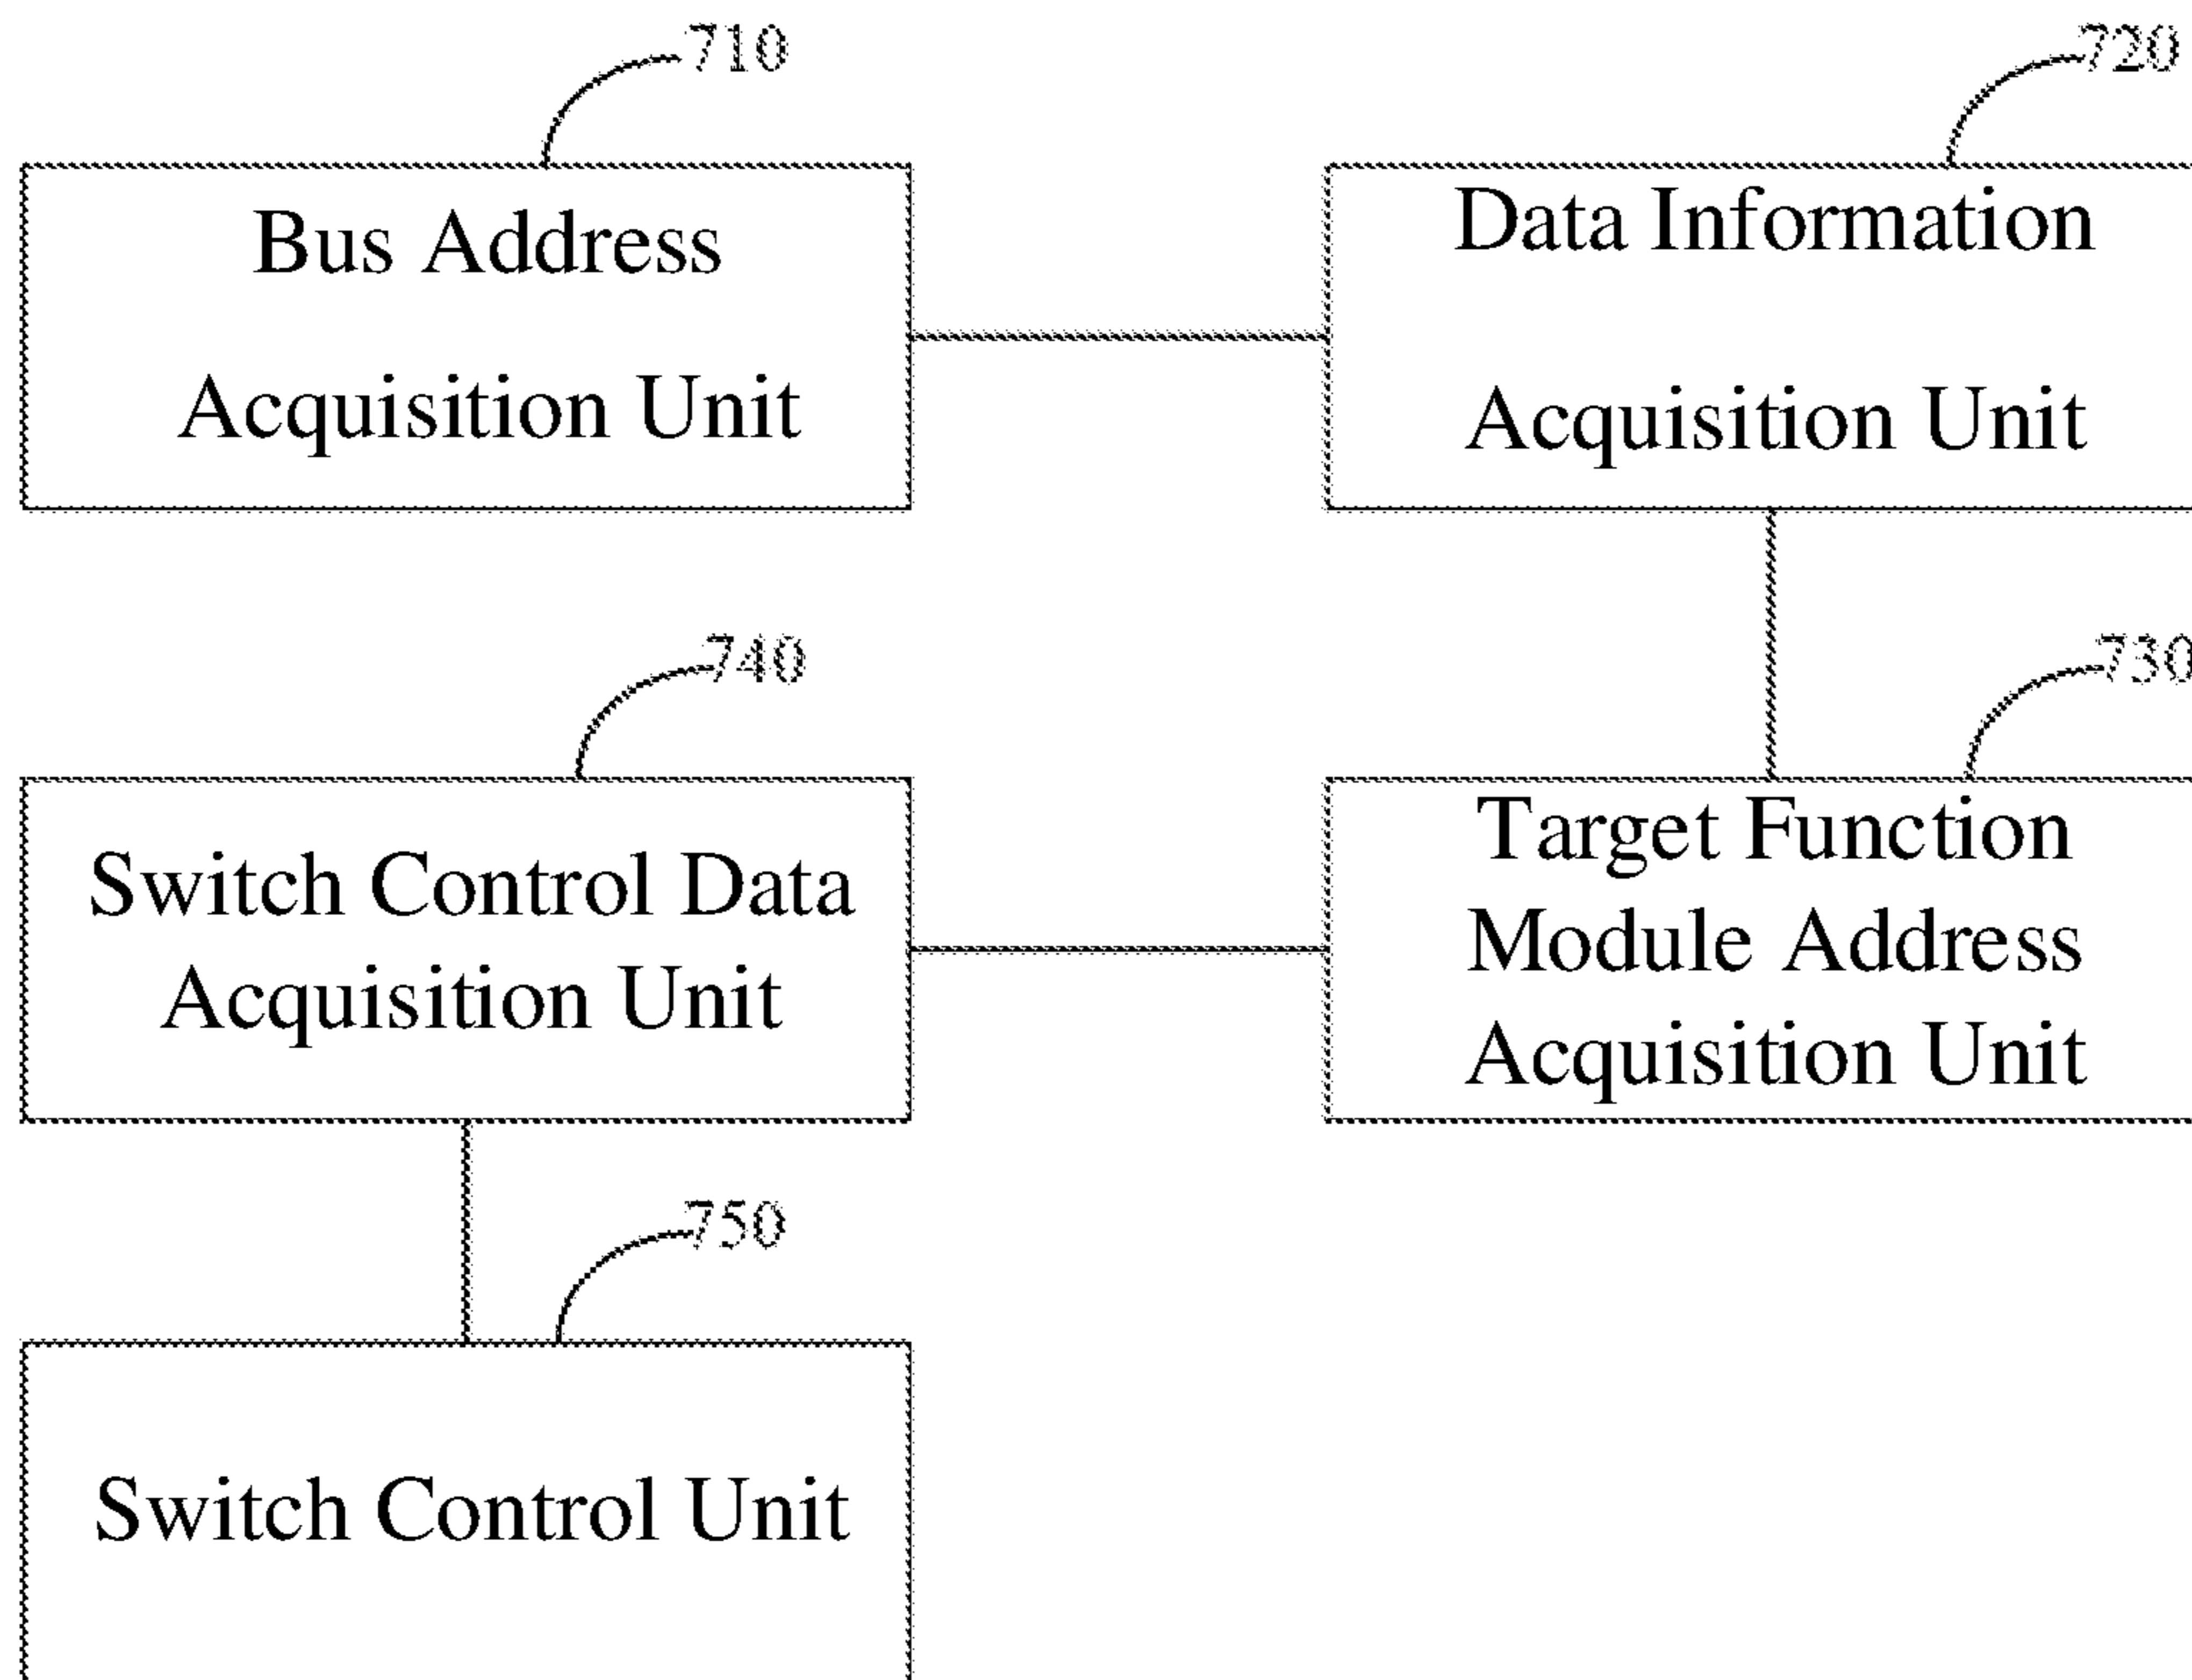 710
Bus Address
Acquisition Unit
720
Data Information
Acquisition Unit
740
Switch Control Data
Acquisition Unit
730
Target Function
Module Address
Acquisition Unit
750
Switch Control Unit